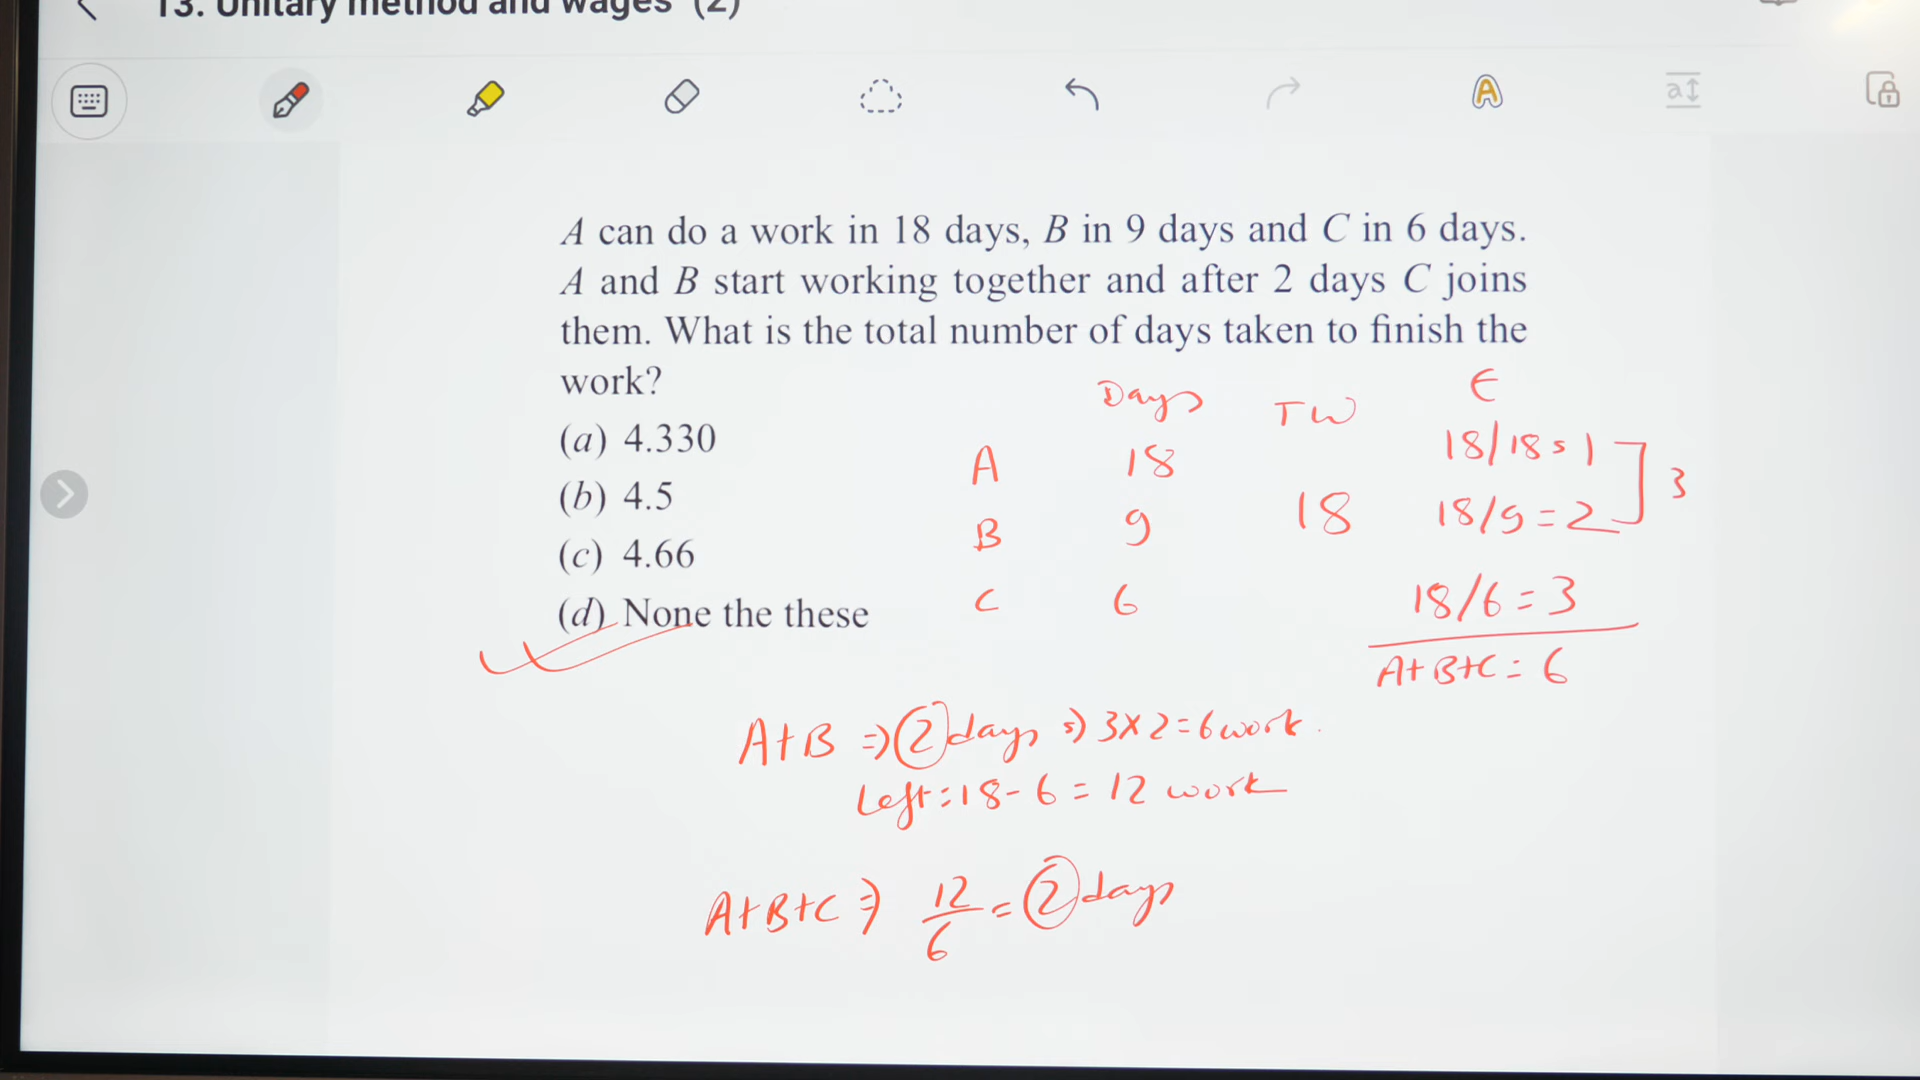 13. Unitary method and wages (2)
A can do a work in 18 days, B in 9 days and C in 6 days.
A and B start working together and after 2 days C joins
them. What is the total number of days taken to finish the
work?
(a) 4.330
(b) 4.5
(c) 4.66
(d) None the these
Days TW E
A 18 18/18 = 1
B 9 18 18/9 = 2 ] 3
C 6 18/6 = 3
A+B+C = 6
A+B => 2 days => 3×2=6 work.
Left: 18-6 = 12 work
A+B+C => 12/6 = 2 days